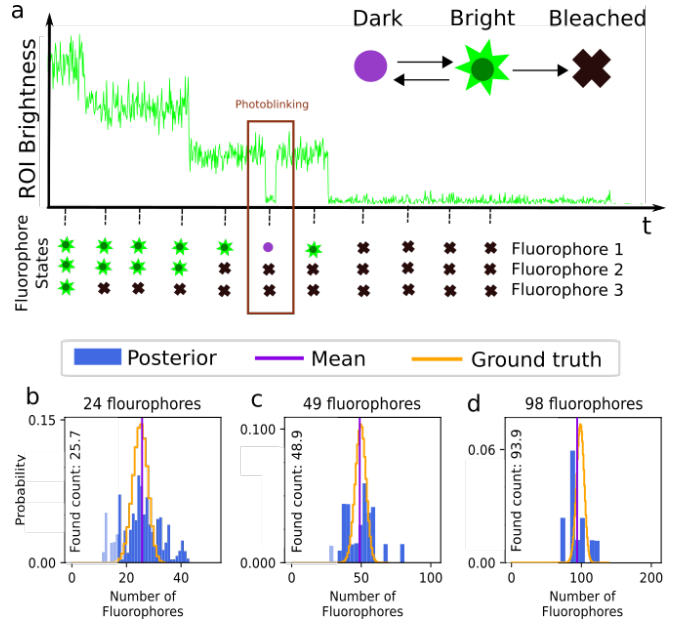 a
Dark
Bright
Bleached
ROI Brightness
Photoblinking
t
Fluorophore
States
Fluorophore 1
Fluorophore 2
Fluorophore 3
Posterior
Mean
Ground truth
b
24 flourophores
Probability
0.15
0.00
Found count: 25.7
0
20
40
Number of
Fluorophores
c
49 fluorophores
0.100
0.000
Found count: 48.9
0
50
100
Number of
Fluorophores
d
98 fluorophores
0.06
0.00
Found count: 93.9
0
100
200
Number of
Fluorophores